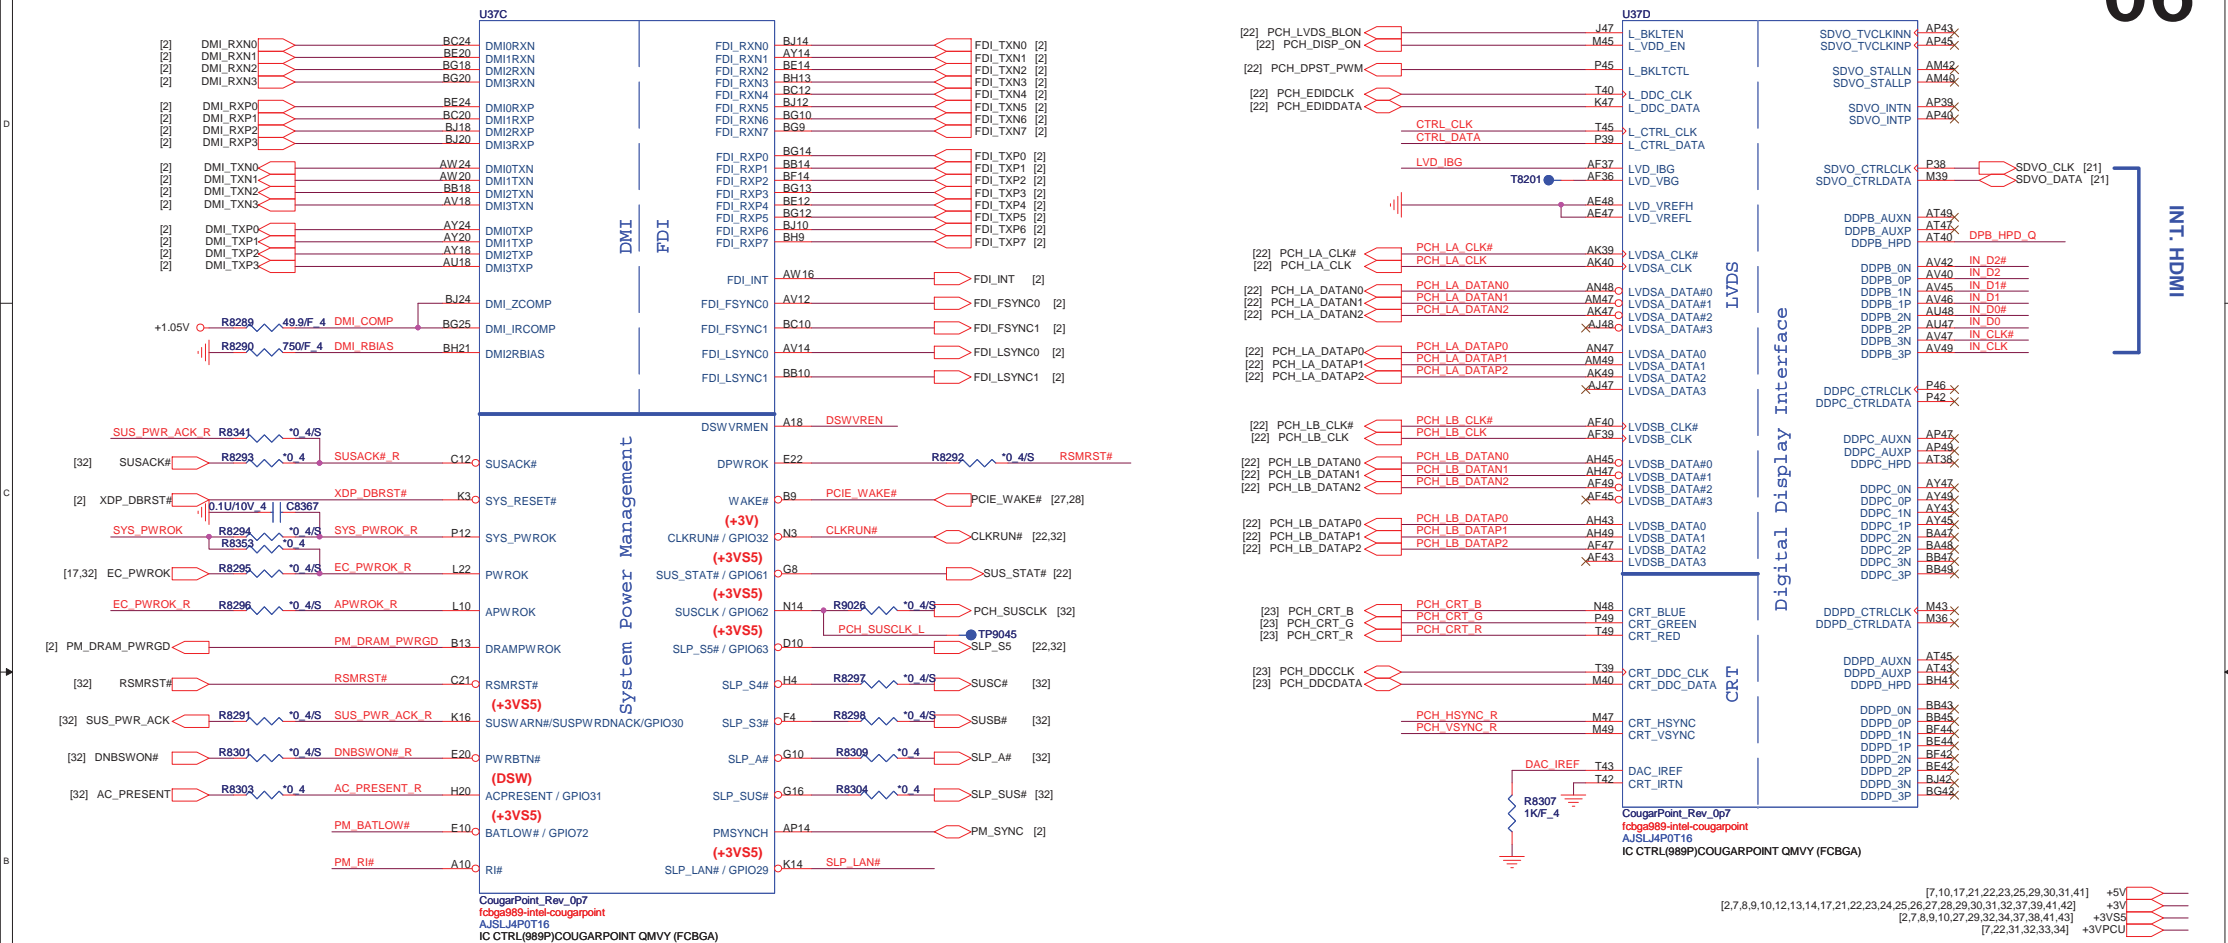 06
U37C
[2] DMI_RXN0 BC24 DMI0RXN
[2] DMI_RXN1 BE20 DMI1RXN
[2] DMI_RXN2 BG18 DMI2RXN
[2] DMI_RXN3 BG20 DMI3RXN
[2] DMI_RXP0 BE24 DMI0RXP
[2] DMI_RXP1 BC20 DMI1RXP
[2] DMI_RXP2 BJ18 DMI2RXP
[2] DMI_RXP3 BJ20 DMI3RXP
[2] DMI_TXN0 AW24 DMI0TXN
[2] DMI_TXN1 AW20 DMI1TXN
[2] DMI_TXN2 BB18 DMI2TXN
[2] DMI_TXN3 AV18 DMI3TXN
[2] DMI_TXP0 AY24 DMI0TXP
[2] DMI_TXP1 AY20 DMI1TXP
[2] DMI_TXP2 AY18 DMI2TXP
[2] DMI_TXP3 AU18 DMI3TXP
BJ24 DMI_ZCOMP
+1.05V R8289 49.9/F_4 DMI_COMP BG25 DMI_IRCOMP
R8290 750/F_4 DMI_RBIAS BH21 DMI2RBIAS
DMI
FDI
FDI_RXN0 BJ14 FDI_TXN0 [2]
FDI_RXN1 AY14 FDI_TXN1 [2]
FDI_RXN2 BE14 FDI_TXN2 [2]
FDI_RXN3 BH13 FDI_TXN3 [2]
FDI_RXN4 BC12 FDI_TXN4 [2]
FDI_RXN5 BJ12 FDI_TXN5 [2]
FDI_RXN6 BG10 FDI_TXN6 [2]
FDI_RXN7 BG9 FDI_TXN7 [2]
FDI_RXP0 BG14 FDI_TXP0 [2]
FDI_RXP1 BB14 FDI_TXP1 [2]
FDI_RXP2 BF14 FDI_TXP2 [2]
FDI_RXP3 BG13 FDI_TXP3 [2]
FDI_RXP4 BE12 FDI_TXP4 [2]
FDI_RXP5 BG12 FDI_TXP5 [2]
FDI_RXP6 BJ10 FDI_TXP6 [2]
FDI_RXP7 BH9 FDI_TXP7 [2]
FDI_INT AW16 FDI_INT [2]
FDI_FSYNC0 AV12 FDI_FSYNC0 [2]
FDI_FSYNC1 BC10 FDI_FSYNC1 [2]
FDI_LSYNC0 AV14 FDI_LSYNC0 [2]
FDI_LSYNC1 BB10 FDI_LSYNC1 [2]
System Power Management
SUS_PWR_ACK_R R8341 *0_4/S
[32] SUSACK# R8293 *0_4 SUSACK#_R C12 SUSACK#
[2] XDP_DBRST# XDP_DBRST# K3 SYS_RESET#
0.1U/10V_4 C8367
SYS_PWROK R8294 *0_4/S SYS_PWROK_R P12 SYS_PWROK
R8353 *0_4
[17,32] EC_PWROK R8295 *0_4/S EC_PWROK_R L22 PWROK
EC_PWROK_R R8296 *0_4/S APWROK_R L10 APWROK
[2] PM_DRAM_PWRGD PM_DRAM_PWRGD B13 DRAMPWROK
[32] RSMRST# RSMRST# C21 RSMRST#
(+3VS5)
[32] SUS_PWR_ACK R8291 *0_4/S SUS_PWR_ACK_R K16 SUSWARN#/SUSPWRDNACK/GPIO30
[32] DNBSWON# R8301 *0_4/S DNBSWON#_R E20 PWRBTN#
(DSW)
[32] AC_PRESENT R8303 *0_4 AC_PRESENT_R H20 ACPRESENT / GPIO31
(+3VS5)
PM_BATLOW# E10 BATLOW# / GPIO72
PM_RI# A10 RI#
DSWVRMEN A18 DSWVREN
DPWROK E22 R8292 *0_4/S RSMRST#
WAKE# B9 PCIE_WAKE# PCIE_WAKE# [27,28]
(+3V)
CLKRUN# / GPIO32 N3 CLKRUN# CLKRUN# [22,32]
(+3VS5)
SUS_STAT# / GPIO61 G8 SUS_STAT# [22]
(+3VS5)
SUSCLK / GPIO62 N14 R9026 *0_4/S PCH_SUSCLK [32]
(+3VS5)
PCH_SUSCLK_L TP9045
SLP_S5# / GPIO63 D10 SLP_S5 [22,32]
SLP_S4# H4 R8297 *0_4/S SUSC# [32]
SLP_S3# F4 R8298 *0_4/S SUSB# [32]
SLP_A# G10 R8309 *0_4 SLP_A# [32]
SLP_SUS# G16 R8304 *0_4 SLP_SUS# [32]
PMSYNCH AP14 PM_SYNC [2]
(+3VS5)
SLP_LAN# / GPIO29 K14 SLP_LAN#
CougarPoint_Rev_0p7
fcbga989-intel-cougarpoint
AJSLJ4P0T16
IC CTRL(989P)COUGARPOINT QMVY (FCBGA)
U37D
[22] PCH_LVDS_BLON J47 L_BKLTEN
[22] PCH_DISP_ON M45 L_VDD_EN
[22] PCH_DPST_PWM P45 L_BKLTCTL
[22] PCH_EDIDCLK T40 L_DDC_CLK
[22] PCH_EDIDDATA K47 L_DDC_DATA
CTRL_CLK T45 L_CTRL_CLK
CTRL_DATA P39 L_CTRL_DATA
LVD_IBG AF37 LVD_IBG
T8201 AF36 LVD_VBG
AE48 LVD_VREFH
AE47 LVD_VREFL
[22] PCH_LA_CLK# PCH_LA_CLK# AK39 LVDSA_CLK#
[22] PCH_LA_CLK PCH_LA_CLK AK40 LVDSA_CLK
[22] PCH_LA_DATAN0 PCH_LA_DATAN0 AN48 LVDSA_DATA#0
[22] PCH_LA_DATAN1 PCH_LA_DATAN1 AM47 LVDSA_DATA#1
[22] PCH_LA_DATAN2 PCH_LA_DATAN2 AK47 LVDSA_DATA#2
AJ48 LVDSA_DATA#3
[22] PCH_LA_DATAP0 PCH_LA_DATAP0 AN47 LVDSA_DATA0
[22] PCH_LA_DATAP1 PCH_LA_DATAP1 AM49 LVDSA_DATA1
[22] PCH_LA_DATAP2 PCH_LA_DATAP2 AK49 LVDSA_DATA2
AJ47 LVDSA_DATA3
[22] PCH_LB_CLK# PCH_LB_CLK# AF40 LVDSB_CLK#
[22] PCH_LB_CLK PCH_LB_CLK AF39 LVDSB_CLK
[22] PCH_LB_DATAN0 PCH_LB_DATAN0 AH45 LVDSB_DATA#0
[22] PCH_LB_DATAN1 PCH_LB_DATAN1 AH47 LVDSB_DATA#1
[22] PCH_LB_DATAN2 PCH_LB_DATAN2 AF49 LVDSB_DATA#2
AF45 LVDSB_DATA#3
[22] PCH_LB_DATAP0 PCH_LB_DATAP0 AH43 LVDSB_DATA0
[22] PCH_LB_DATAP1 PCH_LB_DATAP1 AH49 LVDSB_DATA1
[22] PCH_LB_DATAP2 PCH_LB_DATAP2 AF47 LVDSB_DATA2
AF43 LVDSB_DATA3
[23] PCH_CRT_B PCH_CRT_B N48 CRT_BLUE
[23] PCH_CRT_G PCH_CRT_G P49 CRT_GREEN
[23] PCH_CRT_R PCH_CRT_R T49 CRT_RED
[23] PCH_DDCCLK T39 CRT_DDC_CLK
[23] PCH_DDCDATA M40 CRT_DDC_DATA
PCH_HSYNC_R M47 CRT_HSYNC
PCH_VSYNC_R M49 CRT_VSYNC
DAC_IREF T43 DAC_IREF
T42 CRT_IRTN
R8307
1K/F_4
LVDS
Digital Display Interface
CRT
SDVO_TVCLKINN AP43
SDVO_TVCLKINP AP45
SDVO_STALLN AM42
SDVO_STALLP AM40
SDVO_INTN AP39
SDVO_INTP AP40
SDVO_CTRLCLK P38 SDVO_CLK [21]
SDVO_CTRLDATA M39 SDVO_DATA [21]
DDPB_AUXN AT49
DDPB_AUXP AT47
DDPB_HPD AT40 DPB_HPD_Q
DDPB_0N AV42 IN_D2#
DDPB_0P AV40 IN_D2
DDPB_1N AV45 IN_D1#
DDPB_1P AV46 IN_D1
DDPB_2N AU48 IN_D0#
DDPB_2P AU47 IN_D0
DDPB_3N AV47 IN_CLK#
DDPB_3P AV49 IN_CLK
INT. HDMI
DDPC_CTRLCLK P46
DDPC_CTRLDATA P42
DDPC_AUXN AP47
DDPC_AUXP AP49
DDPC_HPD AT38
DDPC_0N AY47
DDPC_0P AY49
DDPC_1N AY43
DDPC_1P AY45
DDPC_2N BA47
DDPC_2P BA48
DDPC_3N BB47
DDPC_3P BB49
DDPD_CTRLCLK M43
DDPD_CTRLDATA M36
DDPD_AUXN AT45
DDPD_AUXP AT43
DDPD_HPD BH41
DDPD_0N BB43
DDPD_0P BB45
DDPD_1N BF44
DDPD_1P BE44
DDPD_2N BF42
DDPD_2P BE42
DDPD_3N BJ42
DDPD_3P BG42
CougarPoint_Rev_0p7
fcbga989-intel-cougarpoint
AJSLJ4P0T16
IC CTRL(989P)COUGARPOINT QMVY (FCBGA)
[7,10,17,21,22,23,25,29,30,31,41] +5V
[2,7,8,9,10,12,13,14,17,21,22,23,24,25,26,27,28,29,30,31,32,37,39,41,42] +3V
[2,7,8,9,10,27,29,32,34,37,38,41,43] +3VS5
[7,22,31,32,33,34] +3VPCU
D
C
B